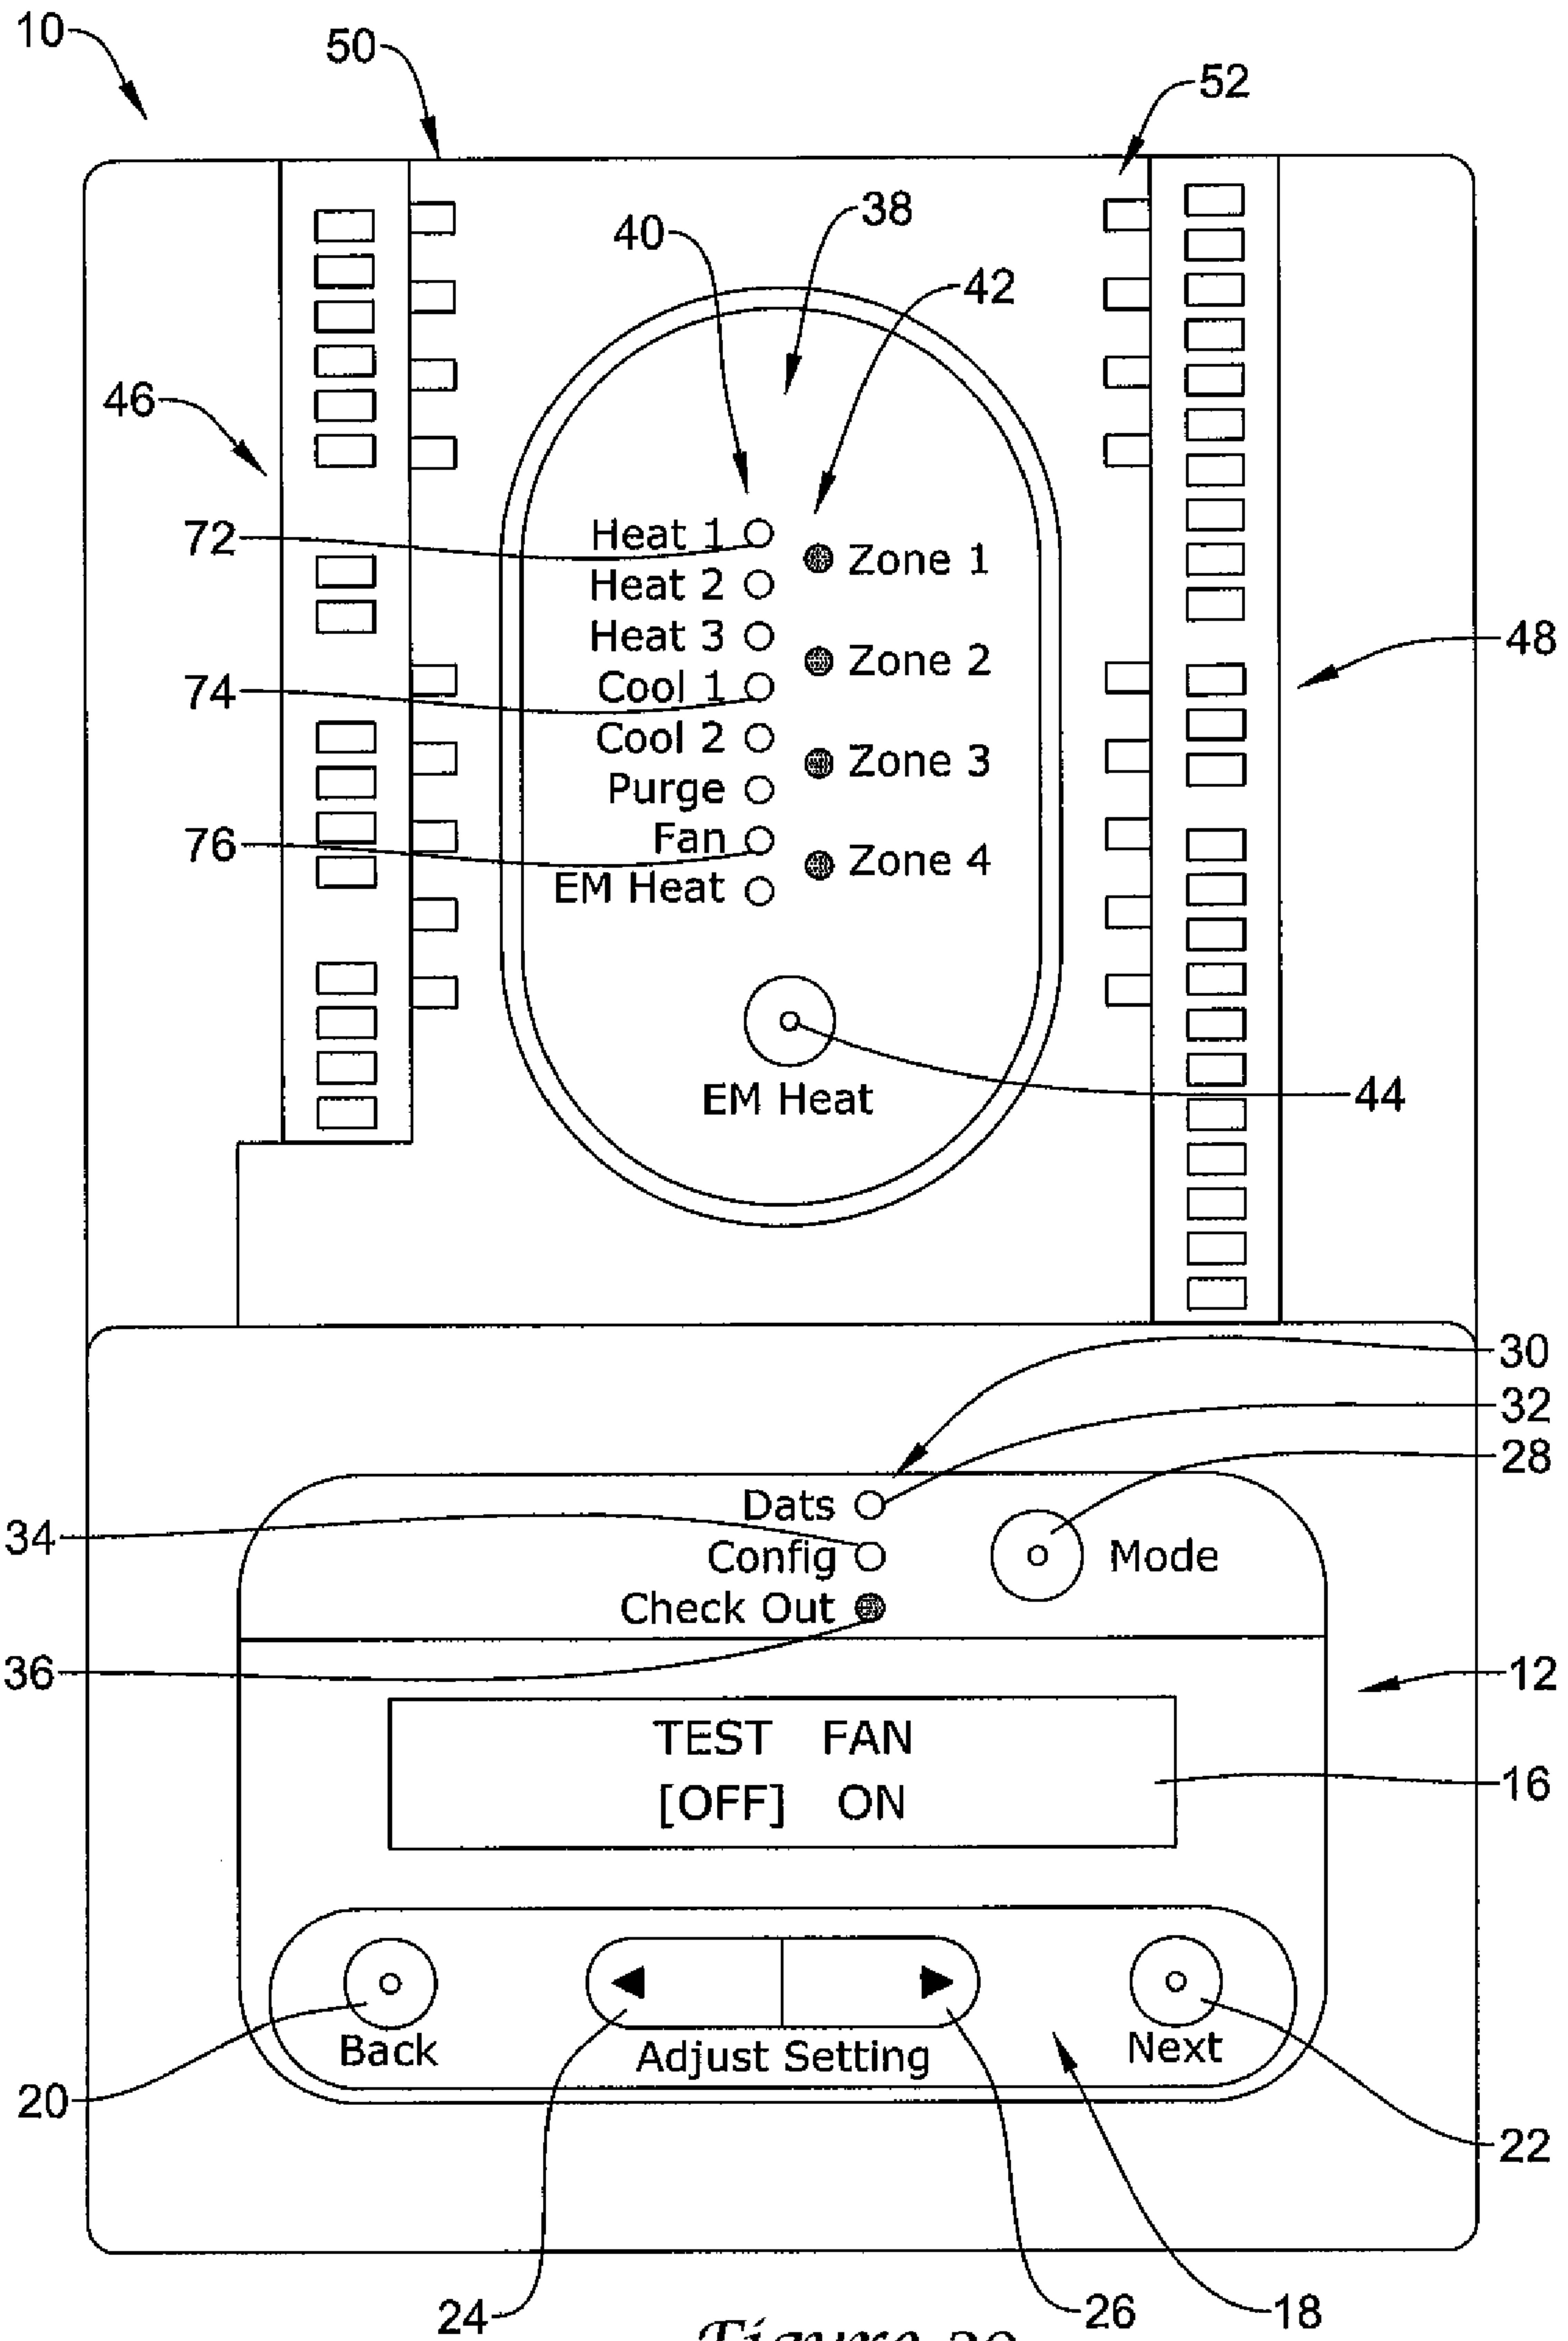 10
50
52
38
40
42
46
72
Heat 1
Zone 1
Heat 2
Heat 3
Zone 2
48
74
Cool 1
Cool 2
Zone 3
Purge
76
Fan
Zone 4
EM Heat
EM Heat
44
30
32
28
Dats
34
Config
Mode
Check Out
36
12
TEST FAN
[OFF] ON
16
Back
Adjust Setting
Next
20
22
24
26
18
Figure